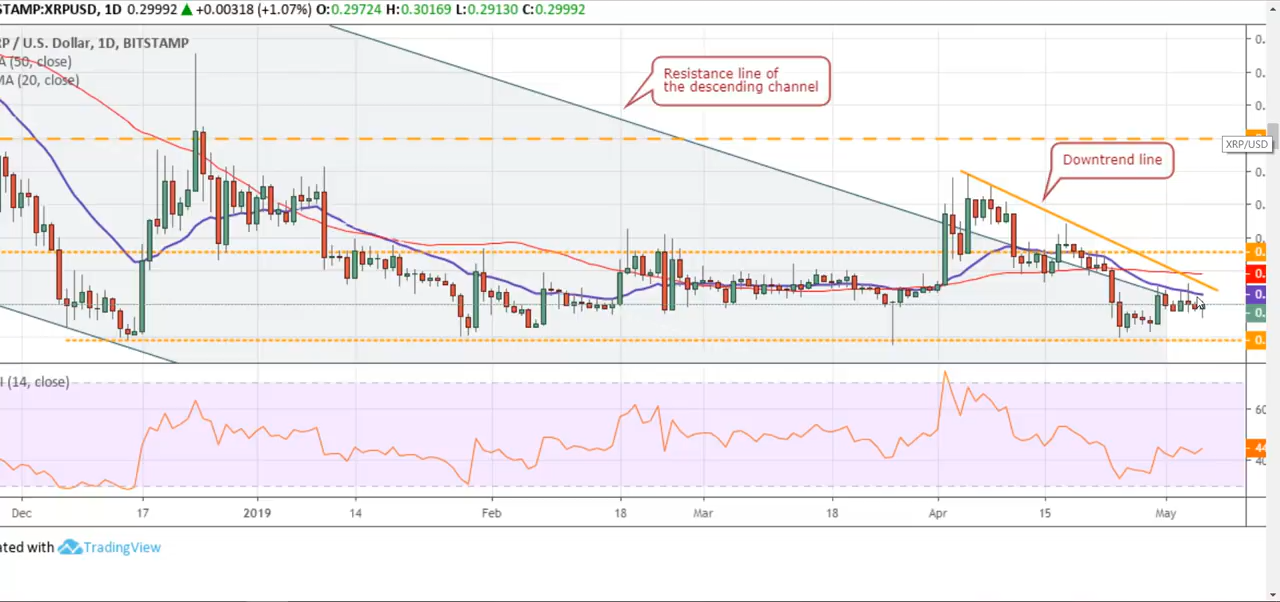 STAMP:XRPUSD, 1D 0.29992 ▲ +0.00318 (+1.07%) O:0.29724 H:0.30169 L:0.29130 C:0.29992
RP / U.S. Dollar, 1D, BITSTAMP
A (50, close)
MA (20, close)
Resistance line of
the descending channel
XRP/USD
Downtrend line
I (14, close)
60
40
Dec 17 2019 14 Feb 18 Mar 18 Apr 15 May
ated with TradingView